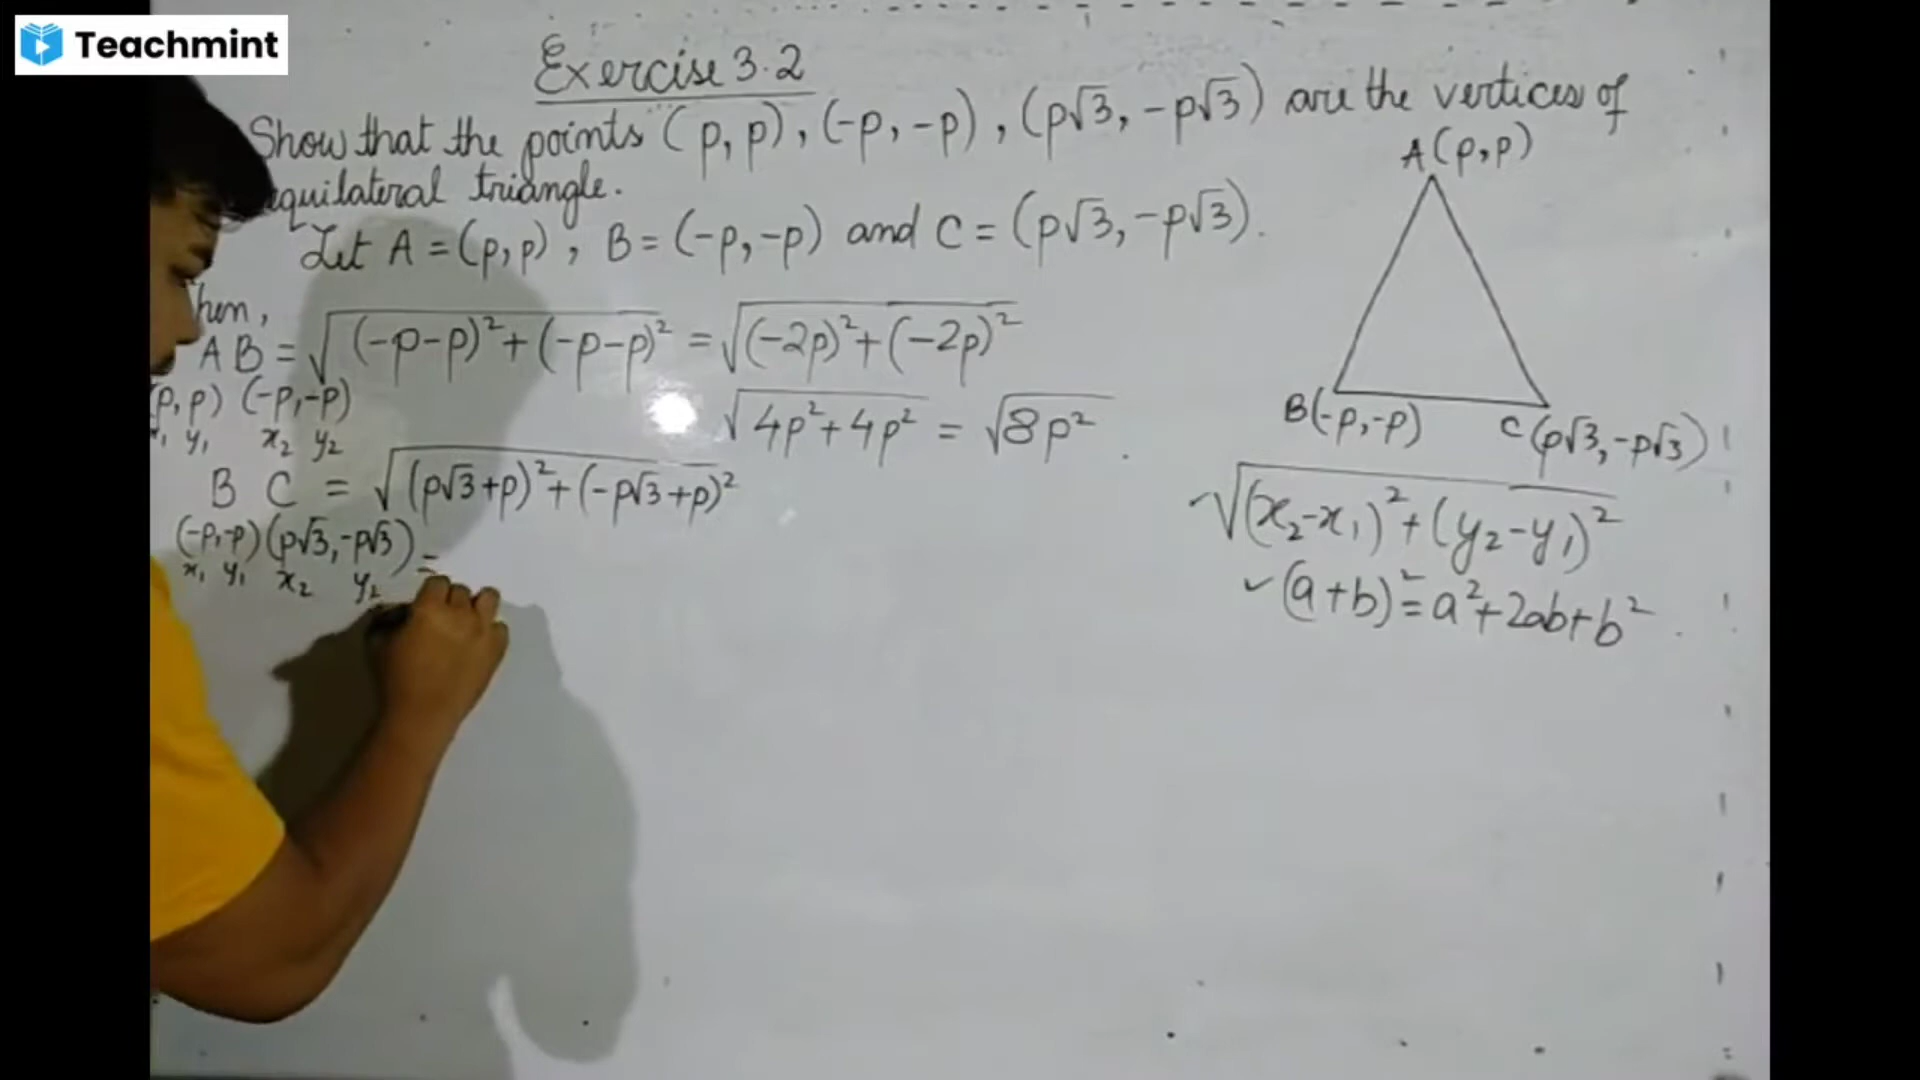 Teachmint
Exercise 3.2
Show that the points (p, p), (-p, -p), (p√3, -p√3) are the vertices of
equilateral triangle.
Let A = (p, p), B = (-p, -p) and C = (p√3, -p√3).
hen,
AB = √(-p-p)²+(-p-p)² = √(-2p)²+(-2p)²
p, p) (-p, -p)
y₁ x₂ y₂
√4p²+4p² = √8p².
B C = √(p√3+p)²+(-p√3+p)²
(-p, -p) (p√3, -p√3) =
x₁ y₁ x₂ y₂
A(p, p)
B(-p, -p) C(p√3, -p√3)
√(x₂-x₁)²+(y₂-y₁)²
(a+b)²=a²+2ab+b².